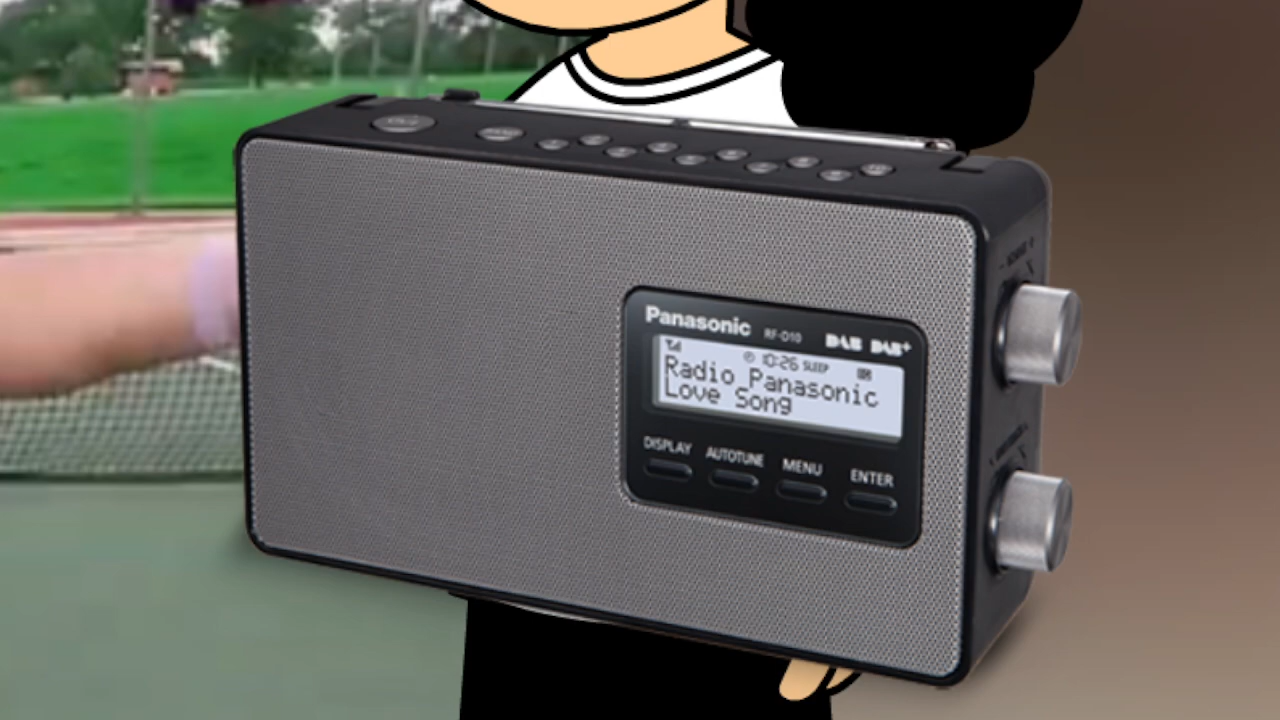 Panasonic RF-D10 DAB DAB+
10:26 SLEEP
Radio Panasonic
Love Song
DISPLAY AUTOTUNE MENU ENTER